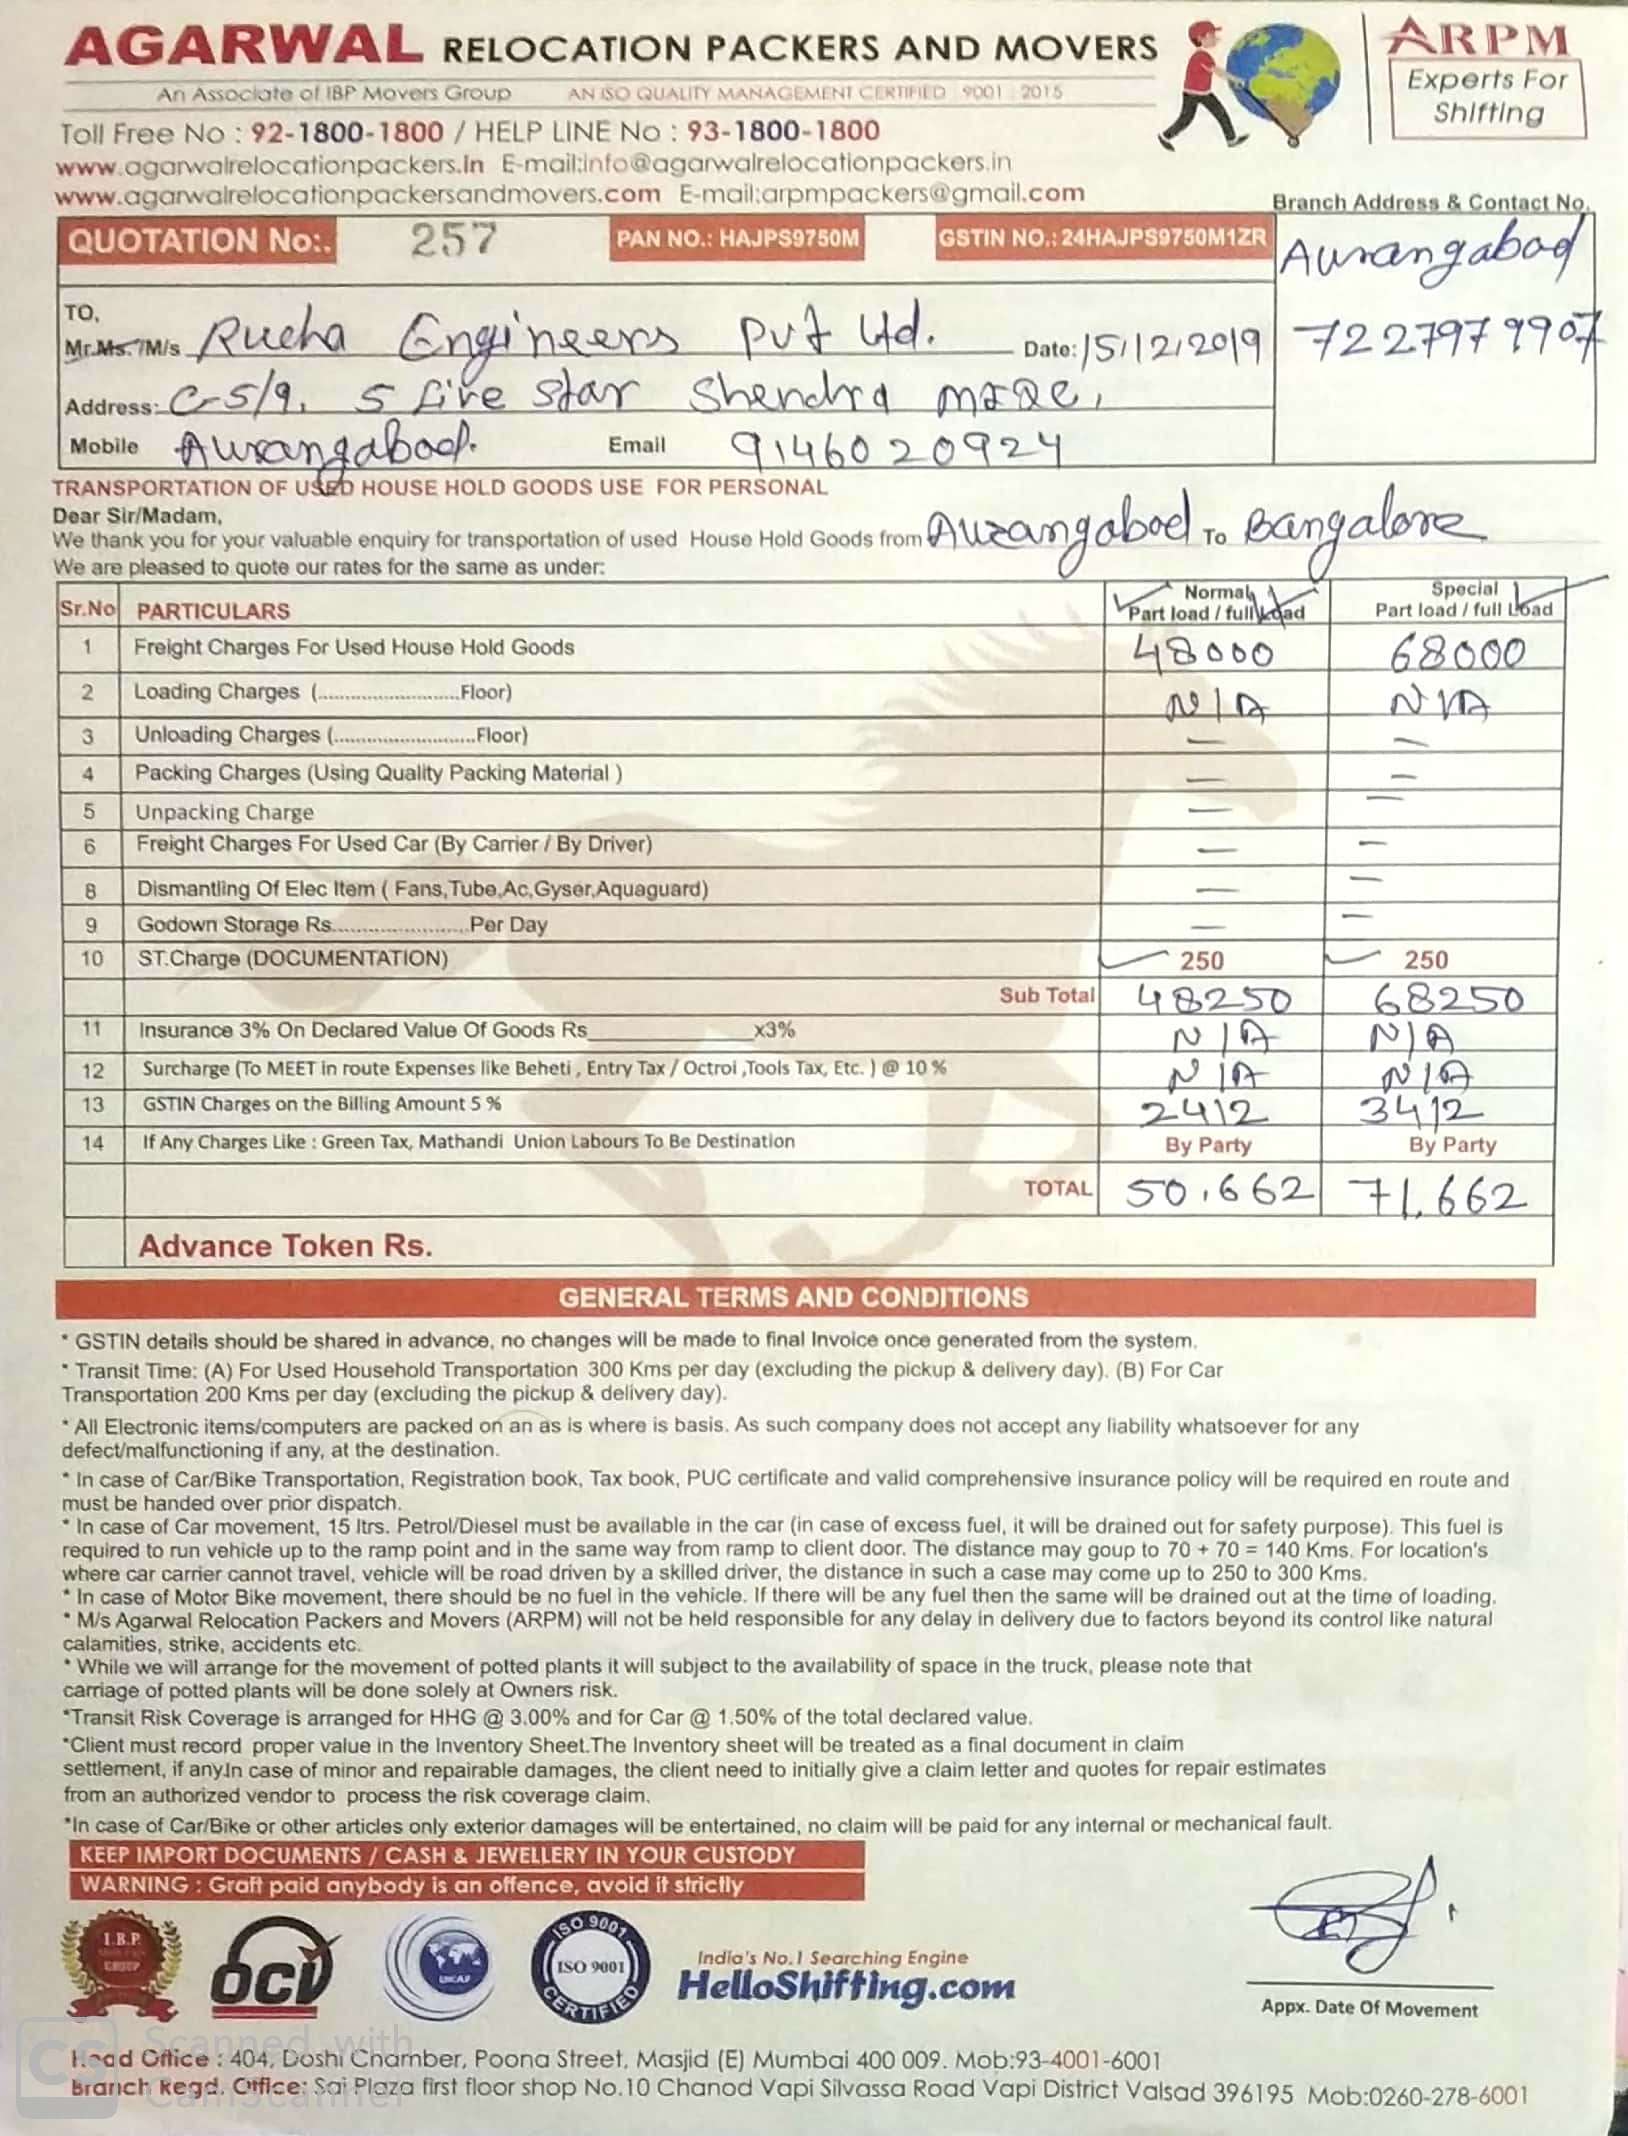 AGARWAL RELOCATION PACKERS AND MOVERS
An Associate of IBP Movers Group AN ISO QUALITY MANAGEMENT CERTIFIED 9001 : 2015
ARPM
Experts For
Shifting
Toll Free No : 92-1800-1800 / HELP LINE No : 93-1800-1800
www.agarwalrelocationpackers.in E-mail:info@agarwalrelocationpackers.in
www.agarwalrelocationpackersandmovers.com E-mail:arpmpackers@gmail.com
Branch Address & Contact No.
QUOTATION No:. 257 PAN NO.: HAJPS9750M GSTIN NO.: 24HAJPS9750M1ZR
Aurangabad
7227979907
TO,
Mr.Ms./M/s Rucha Engineers Pvt Ltd. Date: 15/12/2019
Address: C-5/9, 5 five star Shendra MIDC,
Mobile Aurangabad. Email 9146020924
TRANSPORTATION OF USED HOUSE HOLD GOODS USE FOR PERSONAL
Dear Sir/Madam,
We thank you for your valuable enquiry for transportation of used House Hold Goods from Aurangabad To Bangalore
We are pleased to quote our rates for the same as under:
Sr.No PARTICULARS Normal Part load / full Load Special Part load / full Load
1 Freight Charges For Used House Hold Goods 48000 68000
2 Loading Charges (..........................Floor) N/A N/A
3 Unloading Charges (..........................Floor) — —
4 Packing Charges (Using Quality Packing Material ) — —
5 Unpacking Charge — —
6 Freight Charges For Used Car (By Carrier / By Driver) — —
8 Dismantling Of Elec Item ( Fans,Tube,Ac,Gyser,Aquaguard) — —
9 Godown Storage Rs.........................Per Day — —
10 ST.Charge (DOCUMENTATION) 250 250
Sub Total 48250 68250
11 Insurance 3% On Declared Value Of Goods Rs____________x3% N/A N/A
12 Surcharge (To MEET in route Expenses like Beheti , Entry Tax / Octroi ,Tools Tax, Etc. ) @ 10 % N/A N/A
13 GSTIN Charges on the Billing Amount 5 % 2412 3412
14 If Any Charges Like : Green Tax, Mathandi Union Labours To Be Destination By Party By Party
TOTAL 50,662 71,662
Advance Token Rs.
GENERAL TERMS AND CONDITIONS
* GSTIN details should be shared in advance, no changes will be made to final Invoice once generated from the system.
* Transit Time: (A) For Used Household Transportation 300 Kms per day (excluding the pickup & delivery day). (B) For Car
Transportation 200 Kms per day (excluding the pickup & delivery day).
* All Electronic items/computers are packed on an as is where is basis. As such company does not accept any liability whatsoever for any
defect/malfunctioning if any, at the destination.
* In case of Car/Bike Transportation, Registration book, Tax book, PUC certificate and valid comprehensive insurance policy will be required en route and
must be handed over prior dispatch.
* In case of Car movement, 15 ltrs. Petrol/Diesel must be available in the car (in case of excess fuel, it will be drained out for safety purpose). This fuel is
required to run vehicle up to the ramp point and in the same way from ramp to client door. The distance may goup to 70 + 70 = 140 Kms. For location's
where car carrier cannot travel, vehicle will be road driven by a skilled driver, the distance in such a case may come up to 250 to 300 Kms.
* In case of Motor Bike movement, there should be no fuel in the vehicle. If there will be any fuel then the same will be drained out at the time of loading.
* M/s Agarwal Relocation Packers and Movers (ARPM) will not be held responsible for any delay in delivery due to factors beyond its control like natural
calamities, strike, accidents etc.
* While we will arrange for the movement of potted plants it will subject to the availability of space in the truck, please note that
carriage of potted plants will be done solely at Owners risk.
*Transit Risk Coverage is arranged for HHG @ 3.00% and for Car @ 1.50% of the total declared value.
*Client must record proper value in the Inventory Sheet.The Inventory sheet will be treated as a final document in claim
settlement, if any.In case of minor and repairable damages, the client need to initially give a claim letter and quotes for repair estimates
from an authorized vendor to process the risk coverage claim.
*In case of Car/Bike or other articles only exterior damages will be entertained, no claim will be paid for any internal or mechanical fault.
KEEP IMPORT DOCUMENTS / CASH & JEWELLERY IN YOUR CUSTODY
WARNING : Graft paid anybody is an offence, avoid it strictly
I.B.P.
GROUP
OCV
UKCAF
ISO 9001
ISO 9001
CERTIFIED
India's No.1 Searching Engine
HelloShifting.com
Appx. Date Of Movement
CS Scanned with
CamScanner
Head Office : 404, Doshi Chamber, Poona Street, Masjid (E) Mumbai 400 009. Mob:93-4001-6001
Branch Regd. Office: Sai Plaza first floor shop No.10 Chanod Vapi Silvassa Road Vapi District Valsad 396195 Mob:0260-278-6001